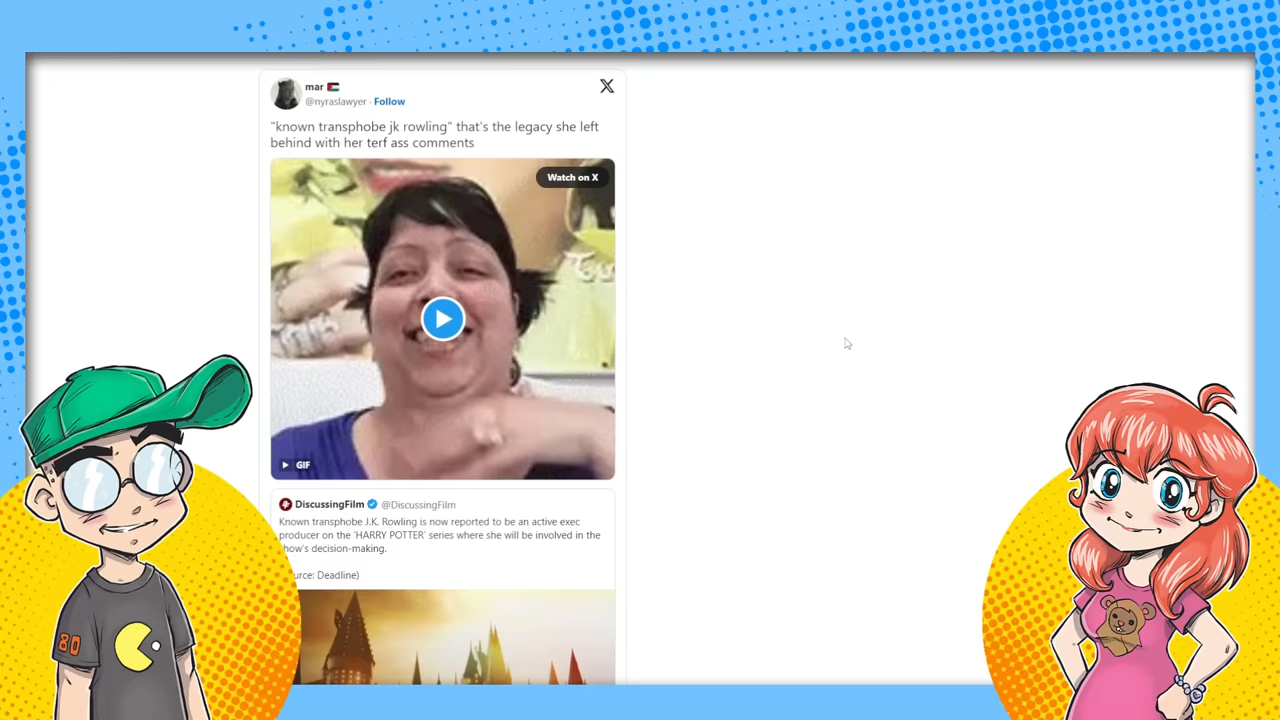 mar
@nyraslawyer · Follow
"known transphobe jk rowling" that's the legacy she left
behind with her terf ass comments
Watch on X
GIF
DiscussingFilm @DiscussingFilm
Known transphobe J.K. Rowling is now reported to be an active exec
producer on the 'HARRY POTTER' series where she will be involved in the
how's decision-making.
urce: Deadline)
80